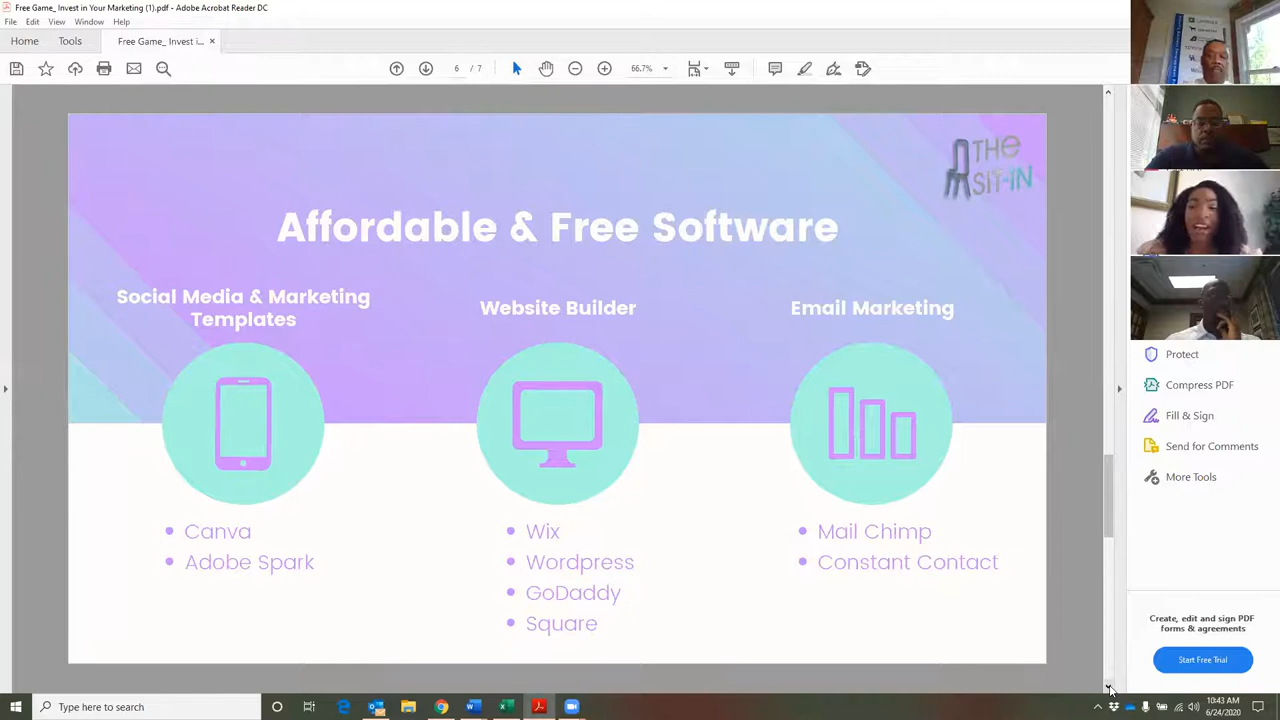 Free Game_ Invest in Your Marketing (1).pdf - Adobe Acrobat Reader DC
File Edit View Window Help
Home Tools Free Game_ Invest i... ×
6 / 66.7%
THE
SIT-IN
Affordable & Free Software
Social Media & Marketing
Templates
Website Builder
Email Marketing
Canva
Adobe Spark
Wix
Wordpress
GoDaddy
Square
Mail Chimp
Constant Contact
Protect
Compress PDF
Fill & Sign
Send for Comments
More Tools
Create, edit and sign PDF
forms & agreements
Start Free Trial
Type here to search
10:43 AM
6/24/2020